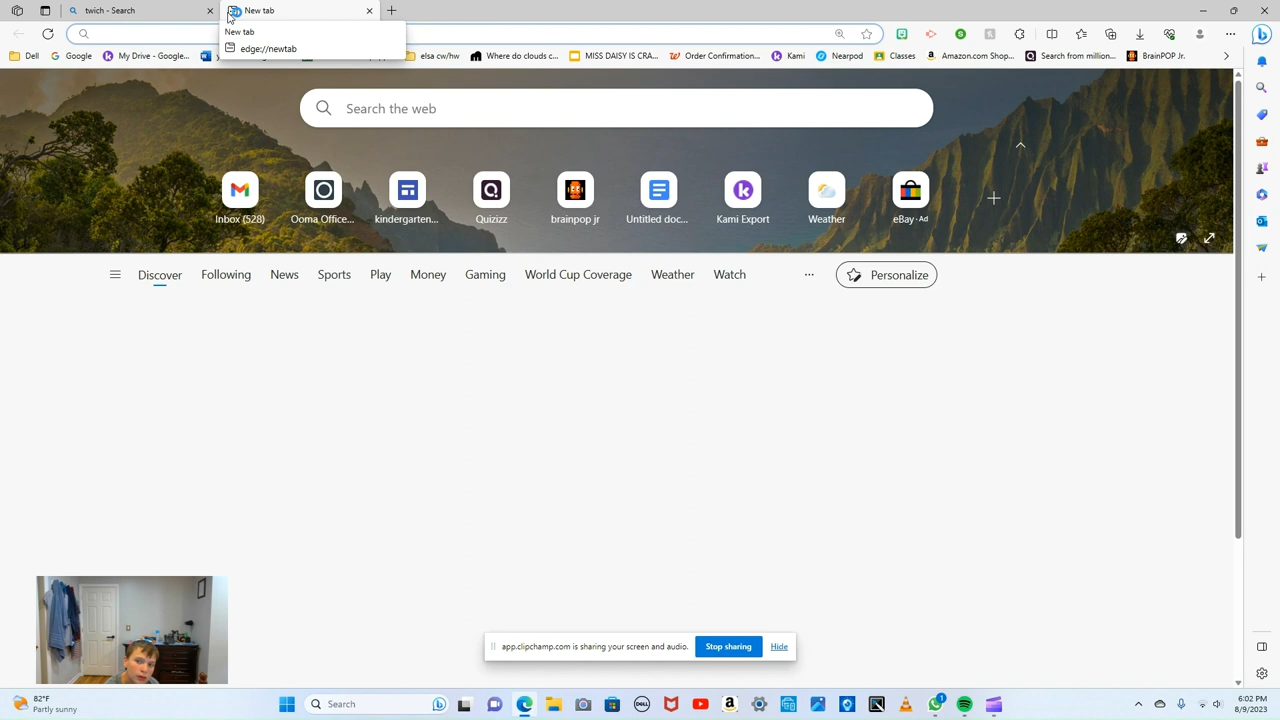 twich - Search
New tab
New tab
edge://newtab
Dell
Google
My Drive - Google...
elsa cw/hw
Where do clouds c...
MISS DAISY IS CRA...
Order Confirmation...
Kami
Nearpod
Classes
Amazon.com Shop...
Search from million...
BrainPOP Jr.
Search the web
Inbox (528)
Ooma Office...
kindergarten...
Quizizz
brainpop jr
Untitled doc...
Kami Export
Weather
eBay · Ad
Discover
Following
News
Sports
Play
Money
Gaming
World Cup Coverage
Weather
Watch
...
Personalize
app.clipchamp.com is sharing your screen and audio.
Stop sharing
Hide
82°F
Partly sunny
Search
1
6:02 PM
8/9/2023